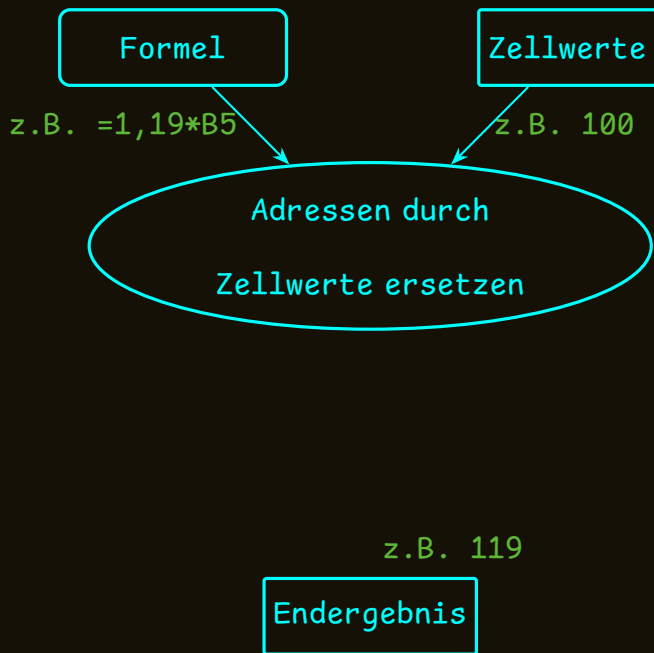 Formel
Zellwerte
z.B. =1,19*B5
z.B. 100
Adressen durch
Zellwerte ersetzen
z.B. 119
Endergebnis